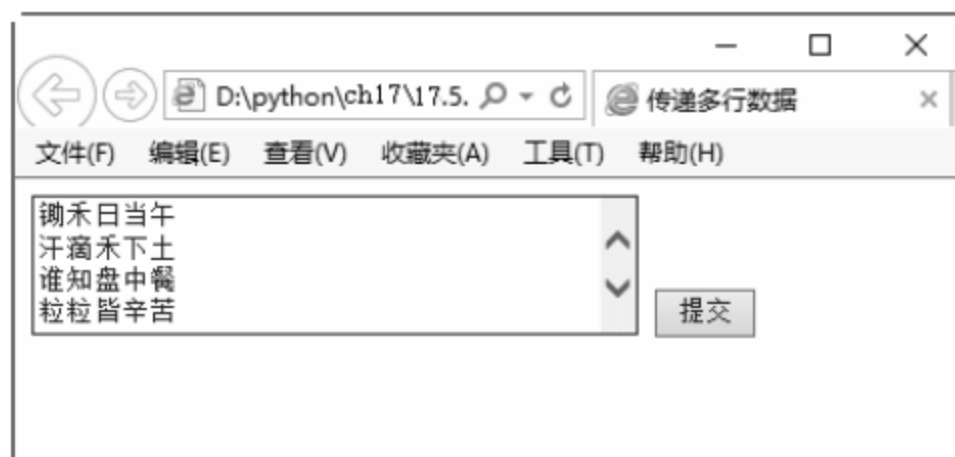 D:\python\ch17\17.5.
传递多行数据
文件(F) 编辑(E) 查看(V) 收藏夹(A) 工具(T) 帮助(H)
锄禾日当午
汗滴禾下土
谁知盘中餐
粒粒皆辛苦
提交